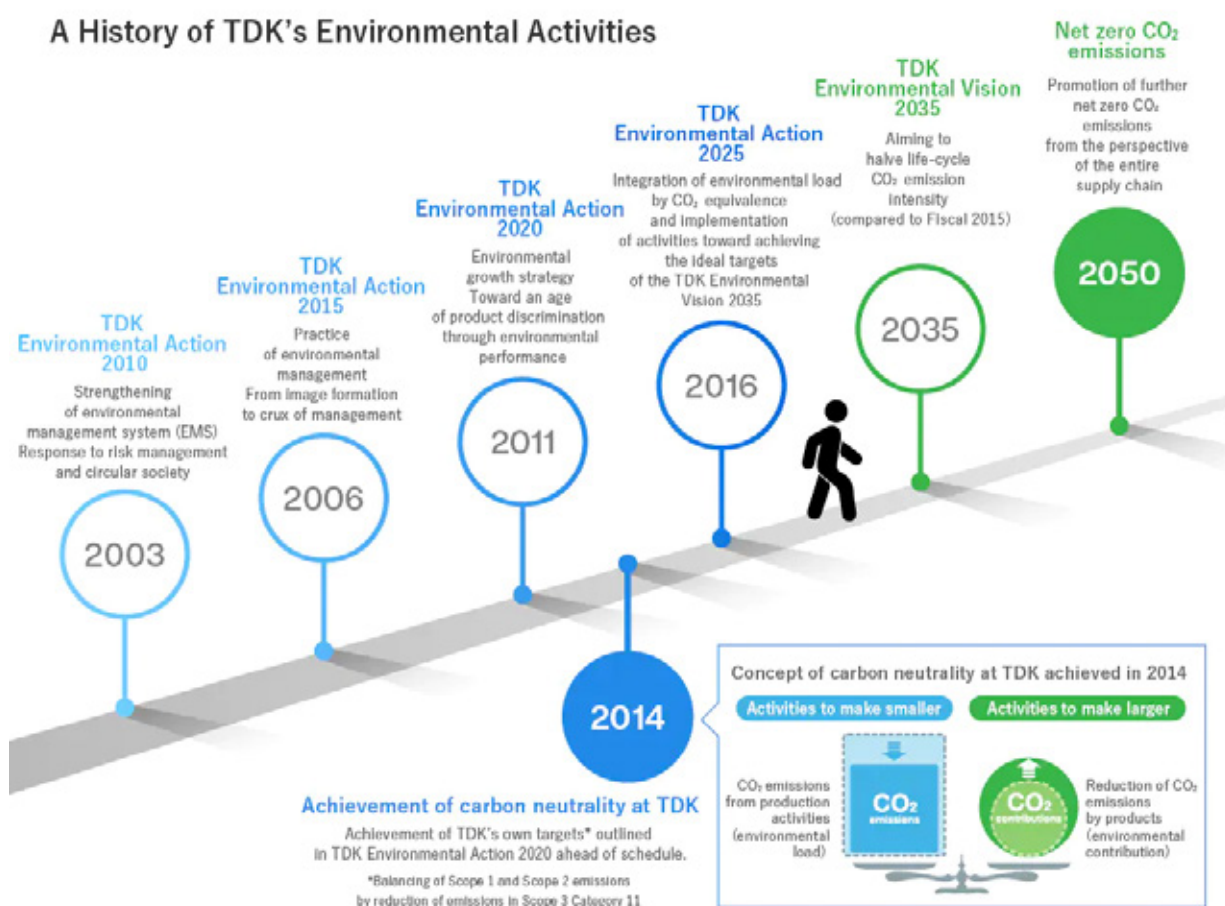 A History of TDK's Environmental Activities
TDK
Environmental Action
2010
Strengthening
of environmental
management system (EMS)
Response to risk management
and circular society
2003
TDK
Environmental Action
2015
Practice
of environmental
management
From image formation
to crux of management
2006
TDK
Environmental Action
2020
Environmental
growth strategy
Toward an age
of product discrimination
through environmental
performance
2011
TDK
Environmental Action
2025
Integration of environmental load
by CO₂ equivalence
and implementation
of activities toward achieving
the ideal targets
of the TDK Environmental
Vision 2035
2016
TDK
Environmental Vision
2035
Aiming to
halve life-cycle
CO₂ emission
intensity
(compared to Fiscal 2015)
2035
Net zero CO₂
emissions
Promotion of further
net zero CO₂
emissions
from the perspective
of the entire
supply chain
2050
2014
Achievement of carbon neutrality at TDK
Achievement of TDK's own targets* outlined
in TDK Environmental Action 2020 ahead of schedule.
*Balancing of Scope 1 and Scope 2 emissions
by reduction of emissions in Scope 3 Category 11
Concept of carbon neutrality at TDK achieved in 2014
Activities to make smaller
Activities to make larger
CO₂ emissions
from production
activities
(environmental
load)
CO₂
emissions
CO₂
contributions
Reduction of CO₂
emissions
by products
(environmental
contribution)